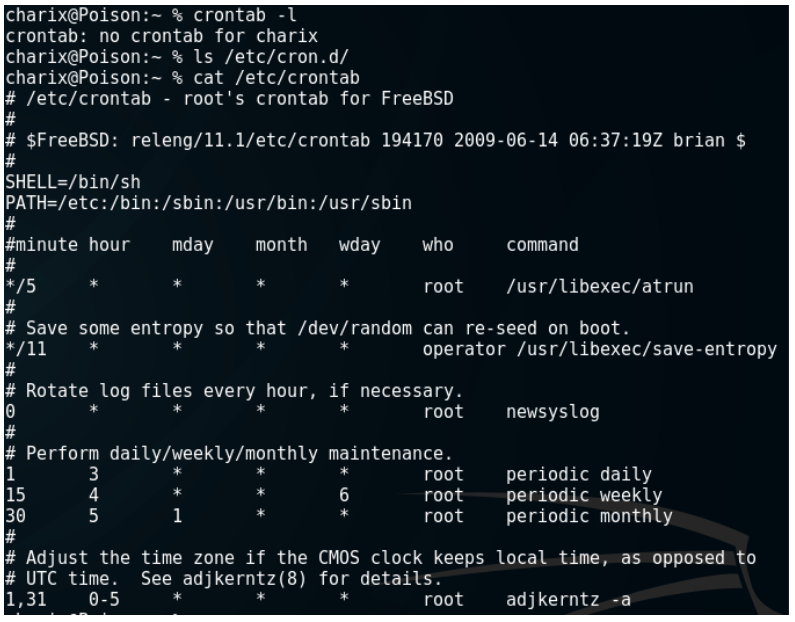 charix@Poison:~ % crontab -l
crontab: no crontab for charix
charix@Poison:~ % ls /etc/cron.d/
charix@Poison:~ % cat /etc/crontab
# /etc/crontab - root's crontab for FreeBSD
#
# $FreeBSD: releng/11.1/etc/crontab 194170 2009-06-14 06:37:19Z brian $
#
SHELL=/bin/sh
PATH=/etc:/bin:/sbin:/usr/bin:/usr/sbin
#
#minute hour    mday    month   wday    who     command
#
*/5     *       *       *       *       root    /usr/libexec/atrun
#
# Save some entropy so that /dev/random can re-seed on boot.
*/11    *       *       *       *       operator /usr/libexec/save-entropy
#
# Rotate log files every hour, if necessary.
0       *       *       *       *       root    newsyslog
#
# Perform daily/weekly/monthly maintenance.
1       3       *       *       *       root    periodic daily
15      4       *       *       6       root    periodic weekly
30      5       1       *       *       root    periodic monthly
#
# Adjust the time zone if the CMOS clock keeps local time, as opposed to
# UTC time.  See adjkerntz(8) for details.
1,31    0-5     *       *       *       root    adjkerntz -a